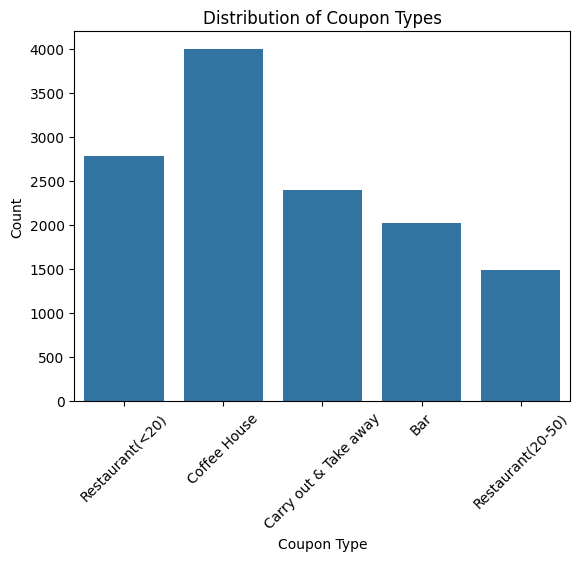 Distribution of Coupon Types
4000
3500
3000
2500
2000
1500
1000
500
0
Count
Restaurant(<20)
Coffee House
Carry out & Take away
Bar
Restaurant(20-50)
Coupon Type